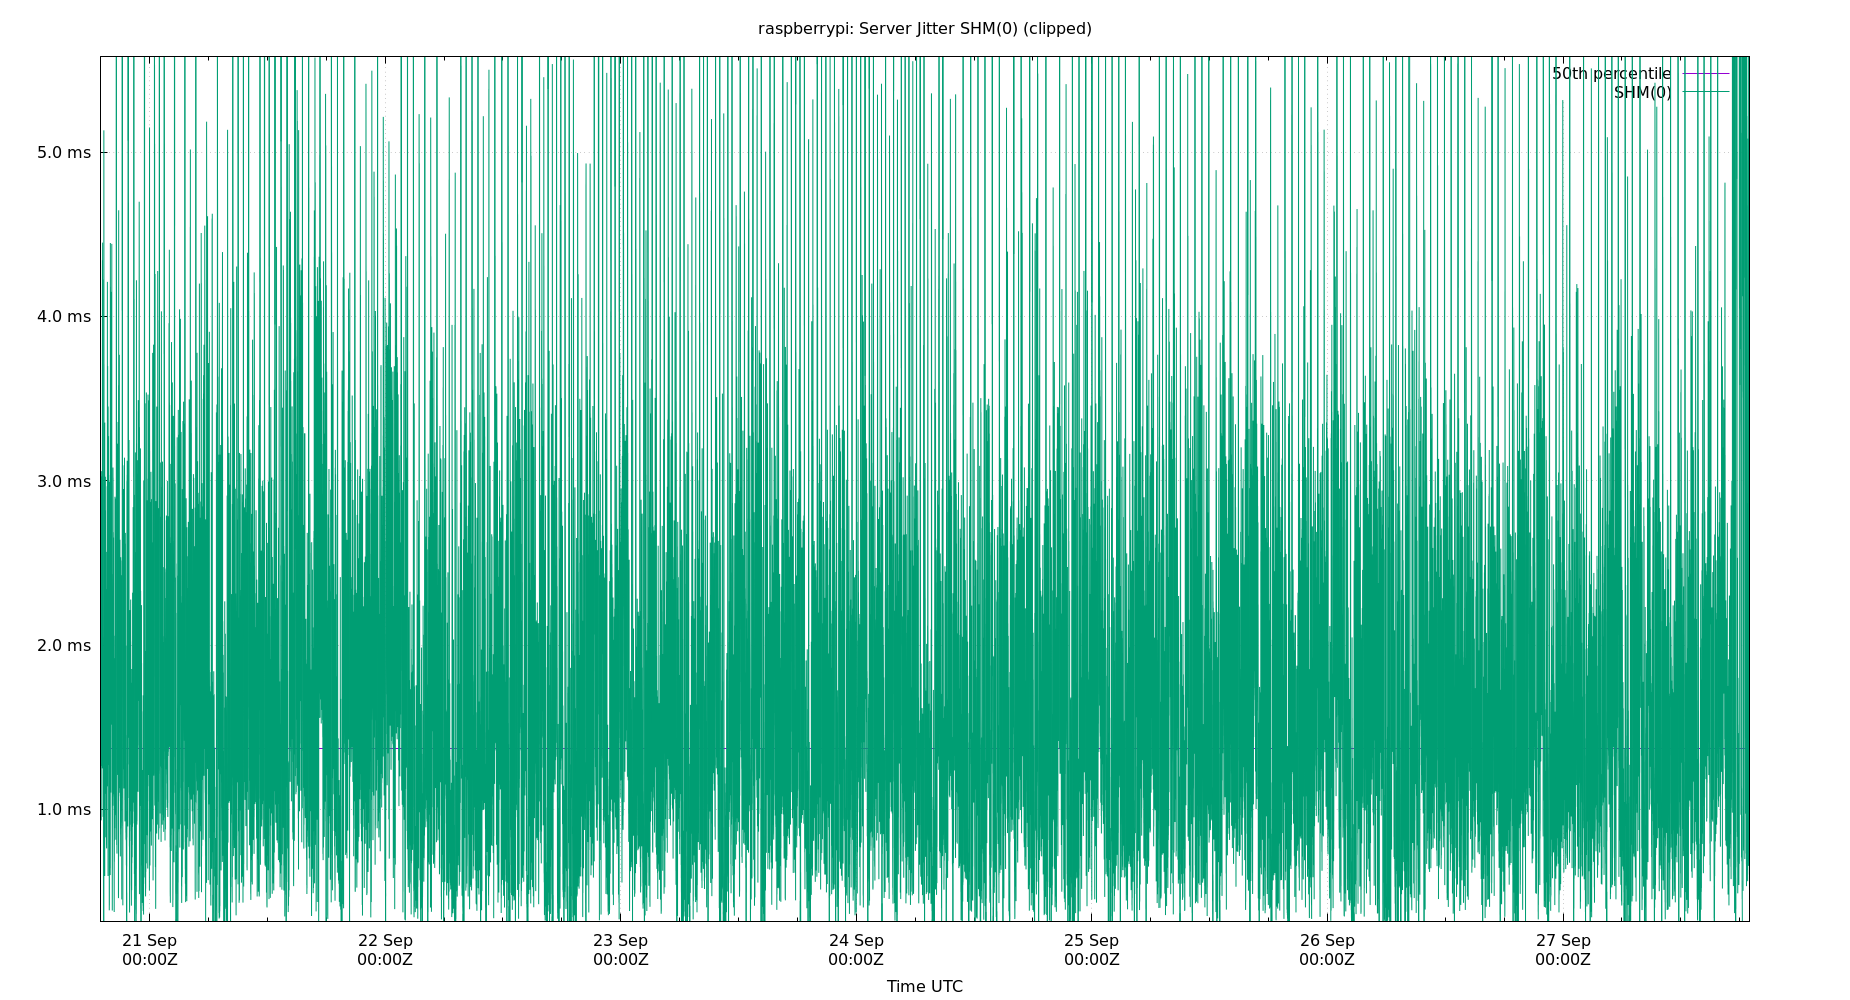 raspberrypi: Server Jitter SHM(0) (clipped)
50th percentile
SHM(0)
5.0 ms
4.0 ms
3.0 ms
2.0 ms
1.0 ms
21 Sep 22 Sep 23 Sep 24 Sep 25 Sep 26 Sep 27 Sep
00:00Z 00:00Z 00:00Z 00:00Z 00:00Z 00:00Z 00:00Z
Time UTC